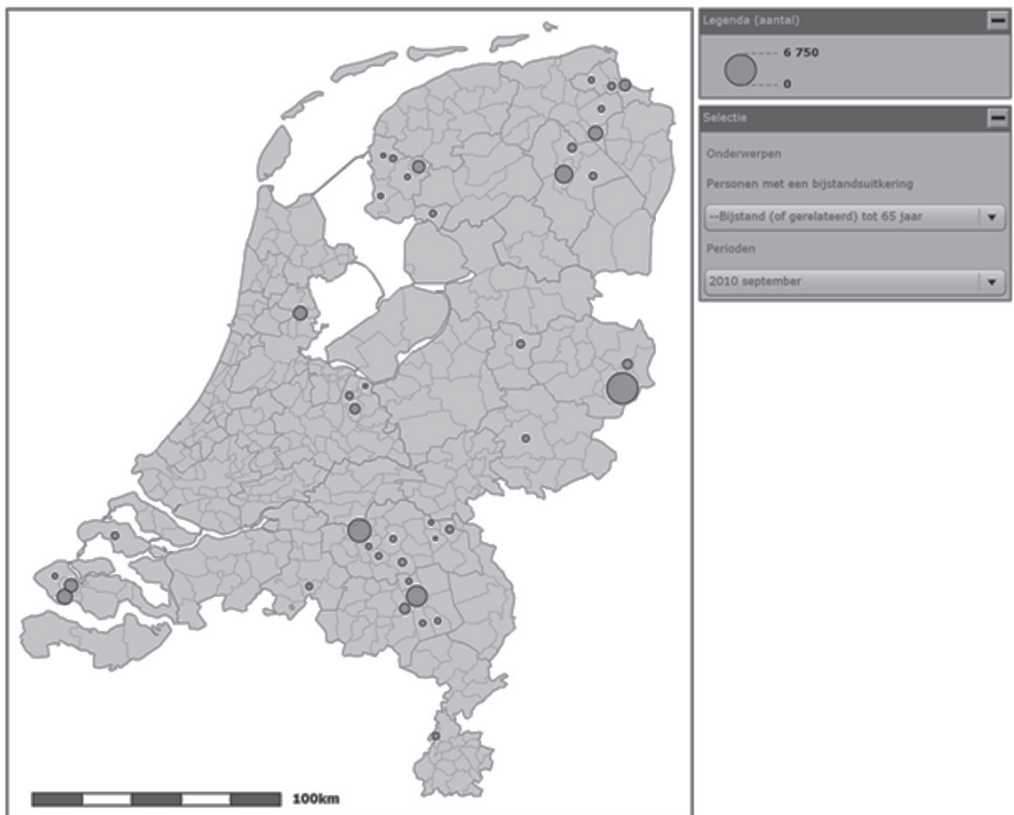 Legenda (aantal)
6 750
0
Selectie
Onderwerpen
Personen met een bijstandsuitkering
--Bijstand (of gerelateerd) tot 65 jaar
Perioden
2010 september
100km